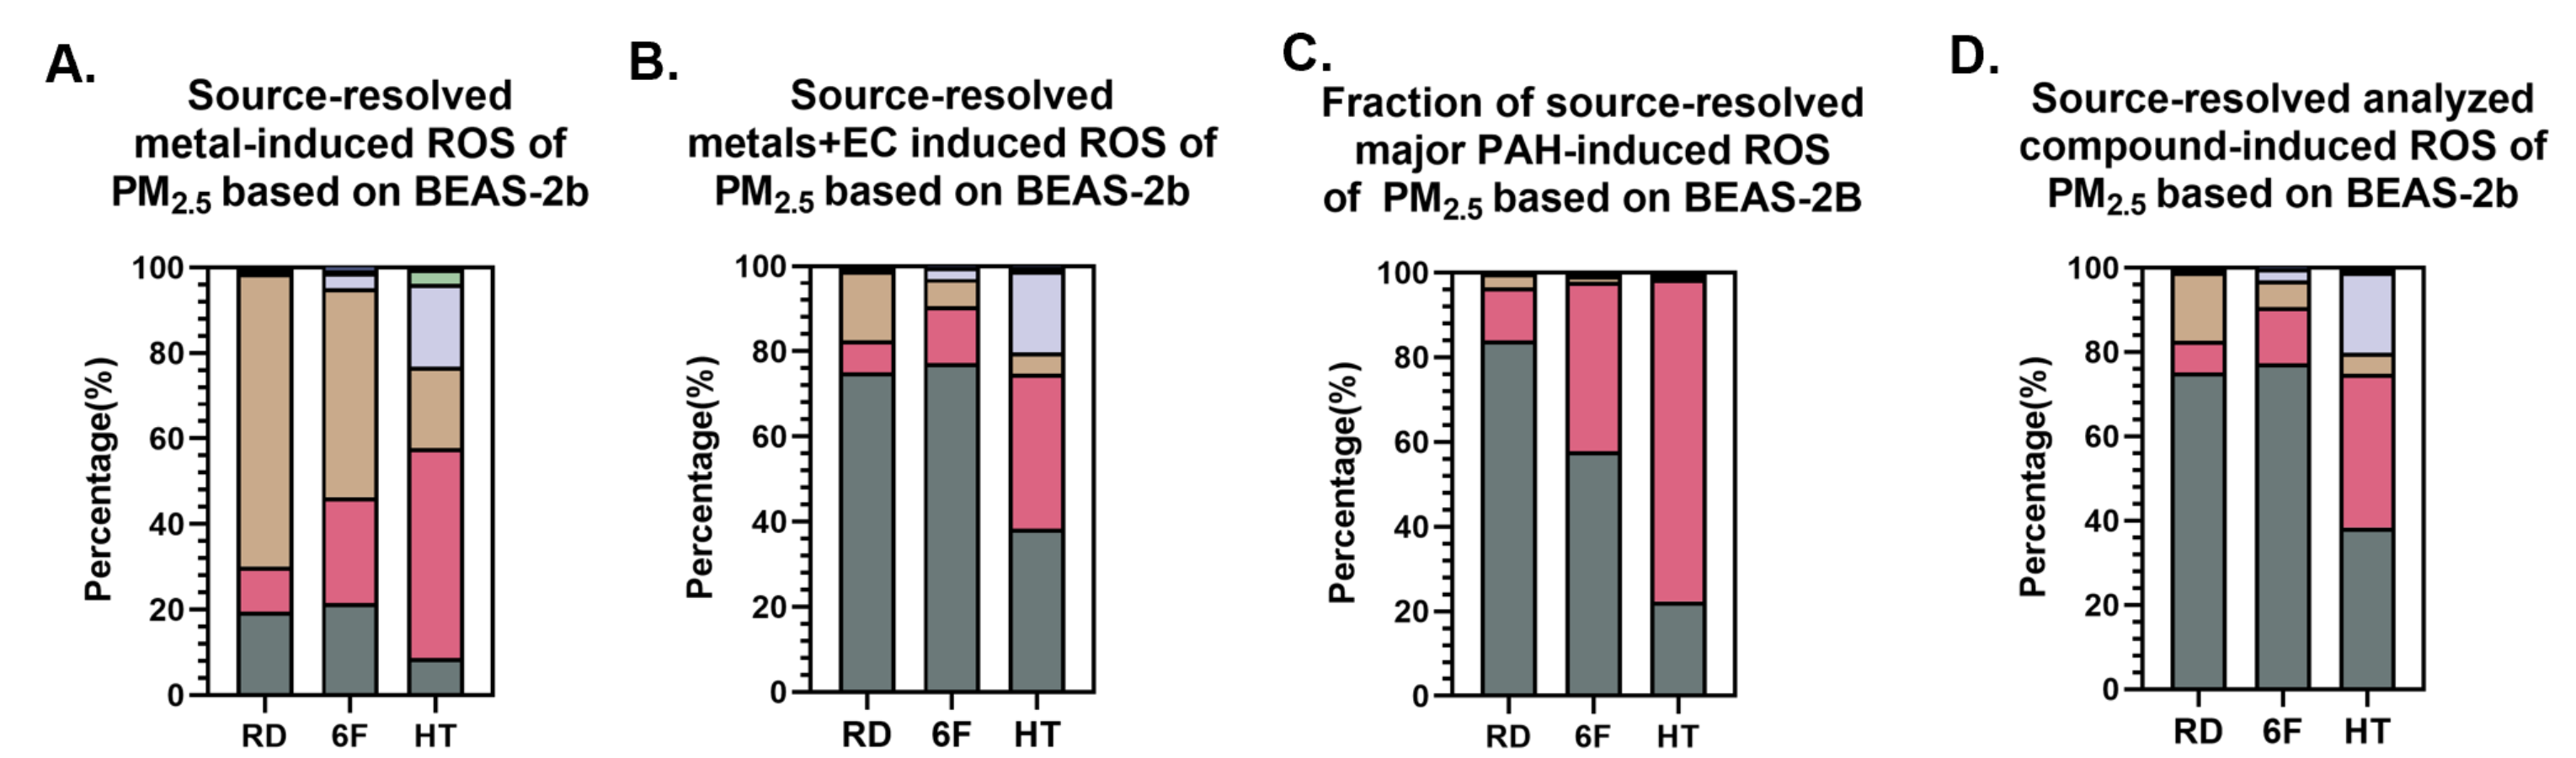 A.
Source-resolved
metal-induced ROS of
PM2.5 based on BEAS-2b
Percentage(%)
100
80
60
40
20
0
RD 6F HT
B.
Source-resolved
metals+EC induced ROS of
PM2.5 based on BEAS-2b
Percentage(%)
100
80
60
40
20
0
RD 6F HT
C.
Fraction of source-resolved
major PAH-induced ROS
of PM2.5 based on BEAS-2B
Percentage(%)
100
80
60
40
20
0
RD 6F HT
D.
Source-resolved analyzed
compound-induced ROS of
PM2.5 based on BEAS-2b
Percentage(%)
100
80
60
40
20
0
RD 6F HT